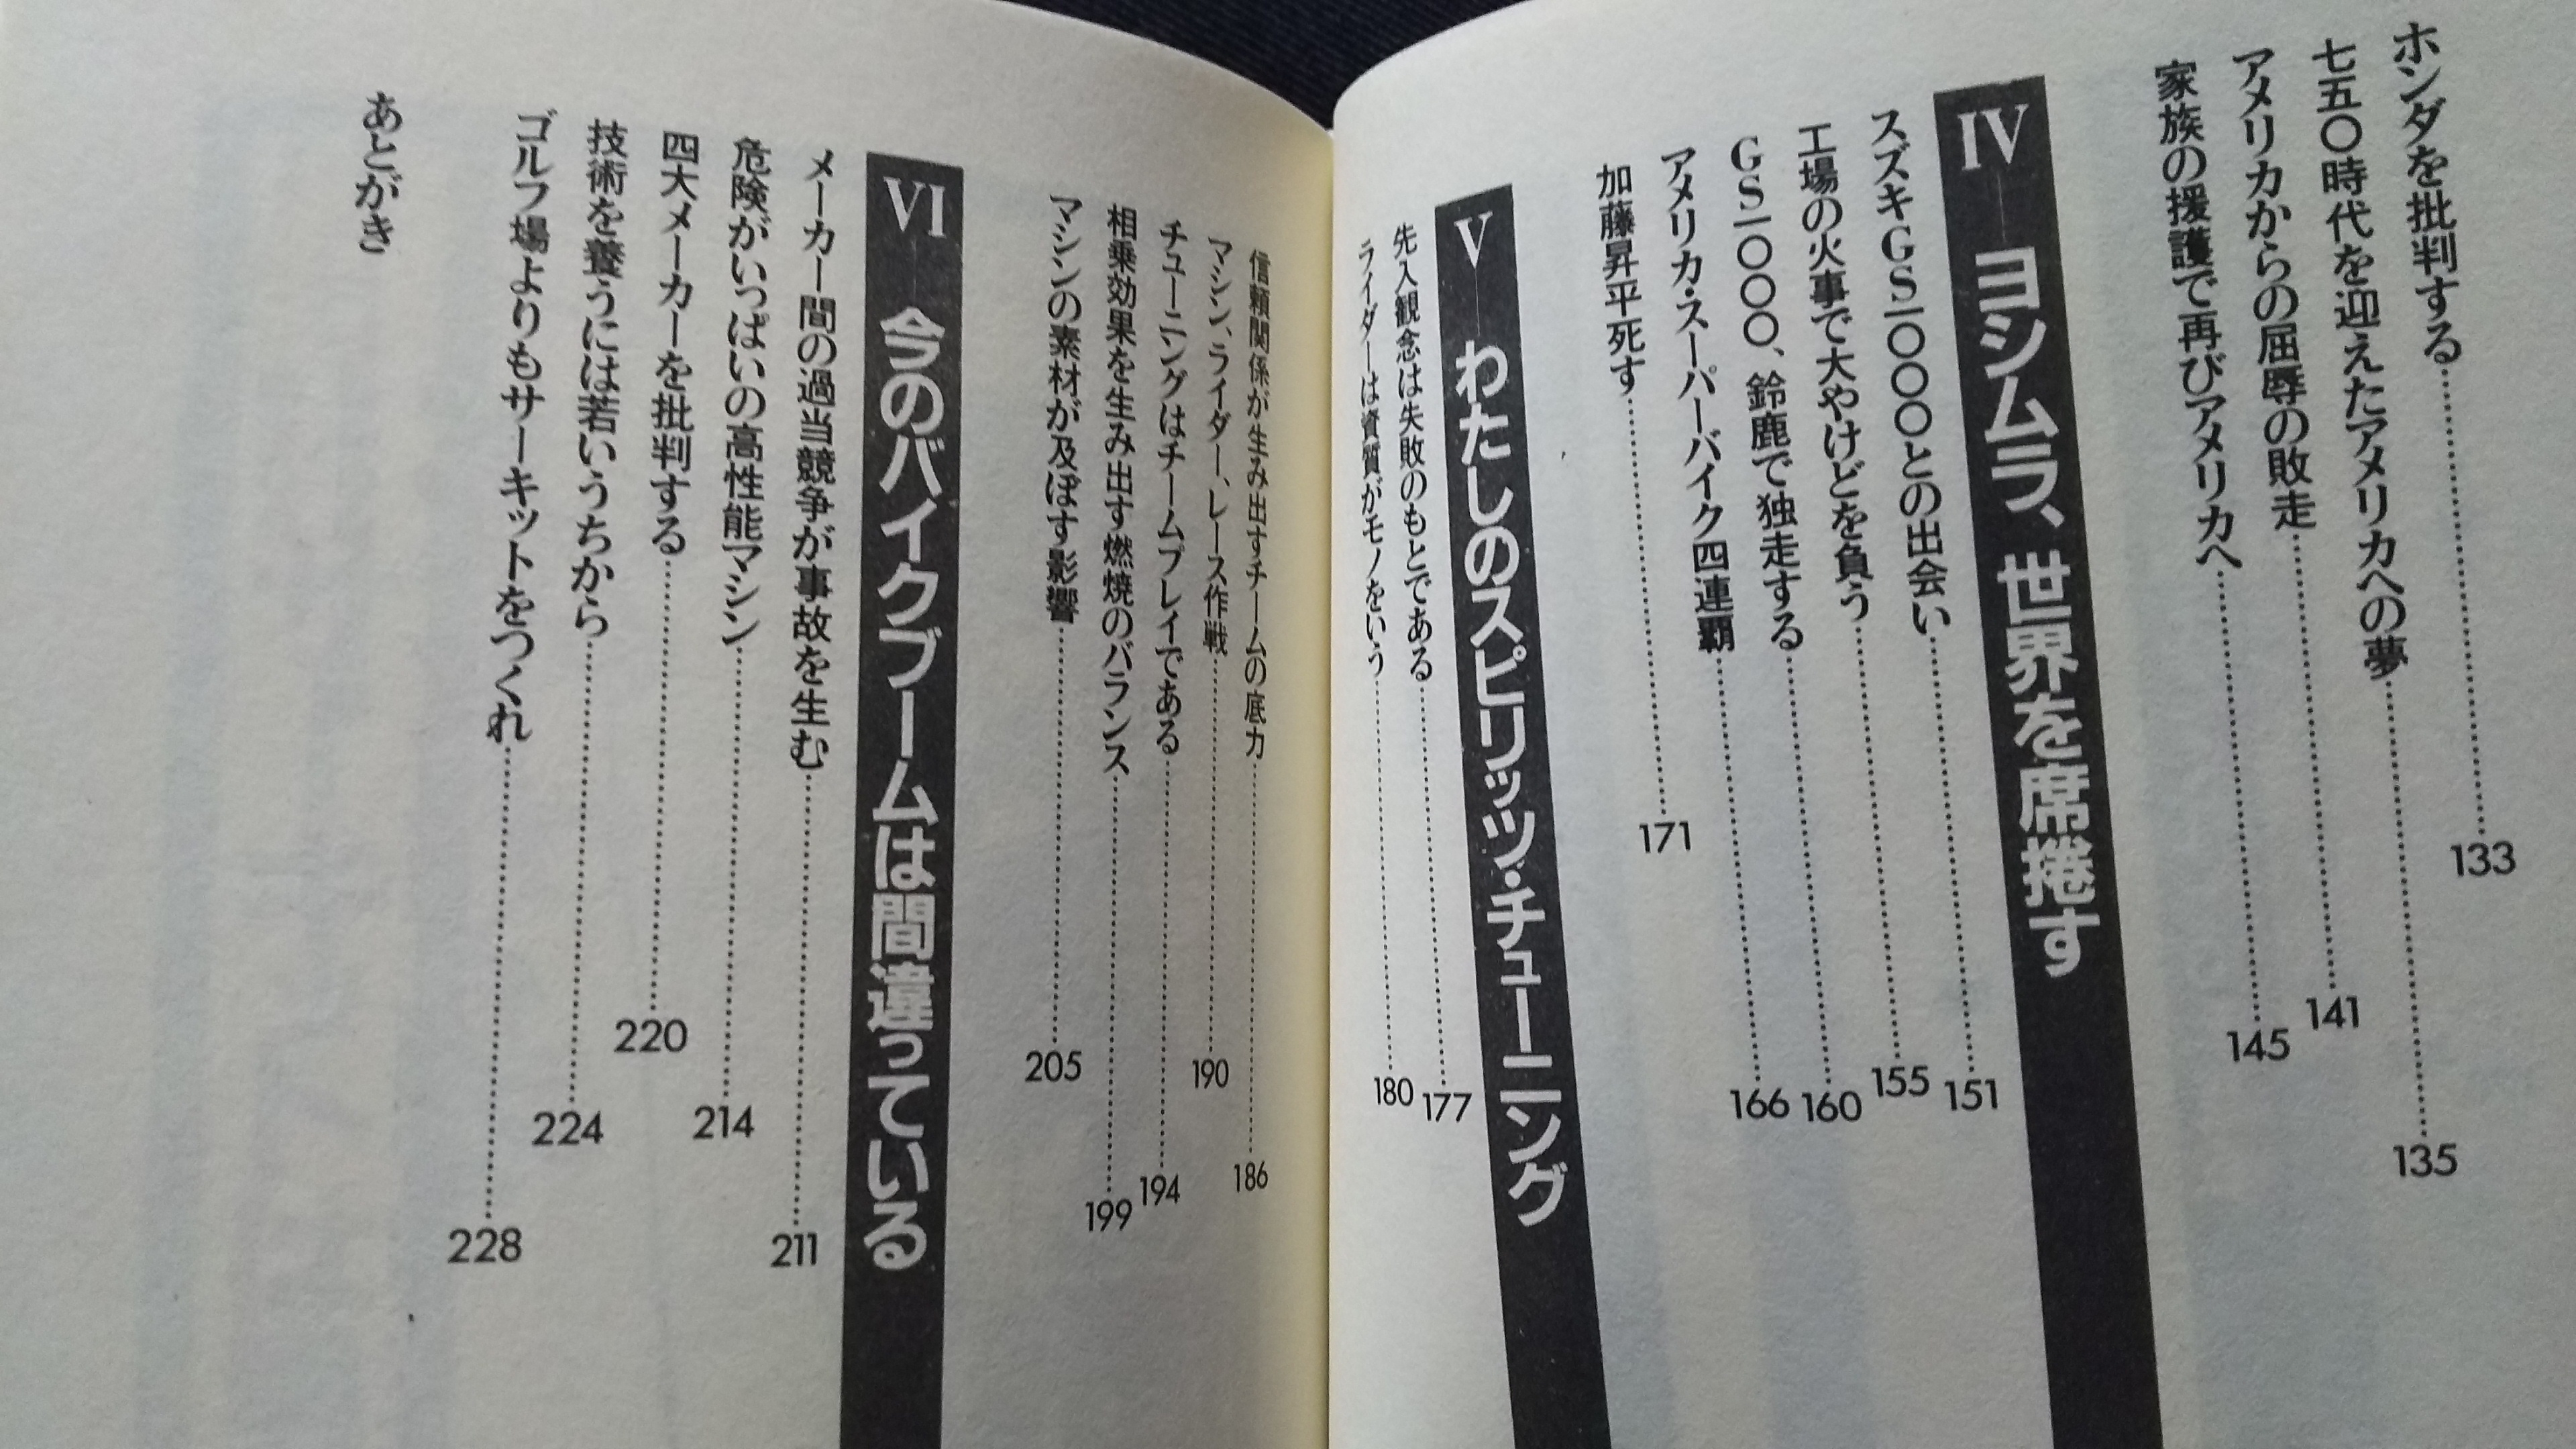 ホンダを批判する……133
七五〇時代を迎えたアメリカへの夢……135
アメリカからの屈辱の敗走……141
家族の援護で再びアメリカへ……145
Ⅳ―ヨシムラ、世界を席捲す
スズキGS一〇〇〇との出会い……151
工場の火事で大やけどを負う……155
GS一〇〇〇、鈴鹿で独走する……160
アメリカ・スーパーバイク四連覇……166
加藤昇平死す……171
Ⅴ―わたしのスピリッツ・チューニング
先入観念は失敗のもとである……177
ライダーは資質がモノをいう……180
信頼関係が生み出すチームの底力……186
マシン、ライダー、レース作戦……190
チューニングはチームプレイである……194
相乗効果を生み出す燃焼のバランス……199
マシンの素材が及ぼす影響……205
Ⅵ―今のバイクブームは間違っている
メーカー間の過当競争が事故を生む……211
危険がいっぱいの高性能マシン……214
四大メーカーを批判する……220
技術を養うには若いうちから……224
ゴルフ場よりもサーキットをつくれ……228
あとがき